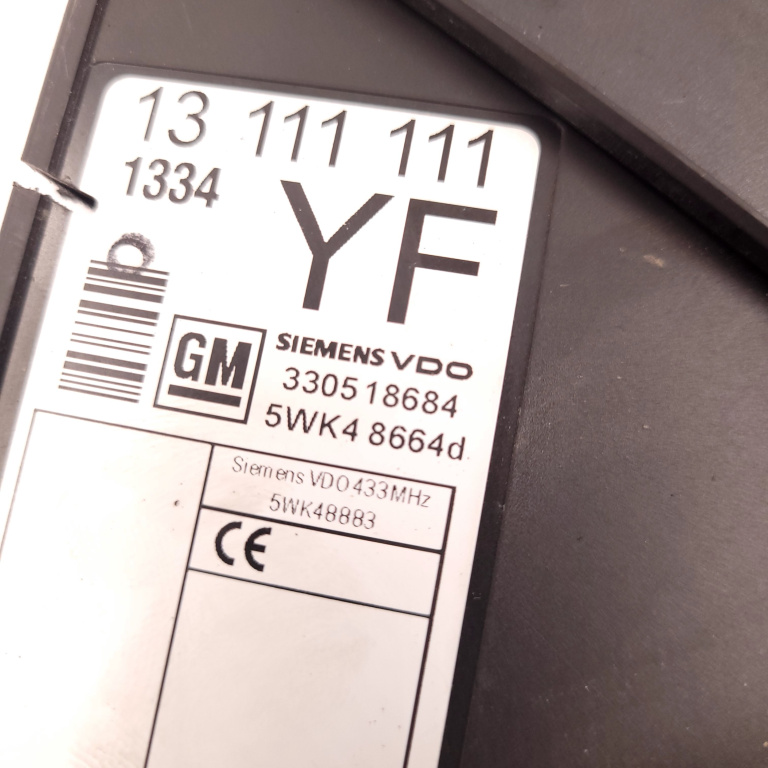 13 111 111
1334
YF
GM
SIEMENS VDO
330518684
5WK4 8664d
Siemens VDO 433MHz
5WK48883
CE